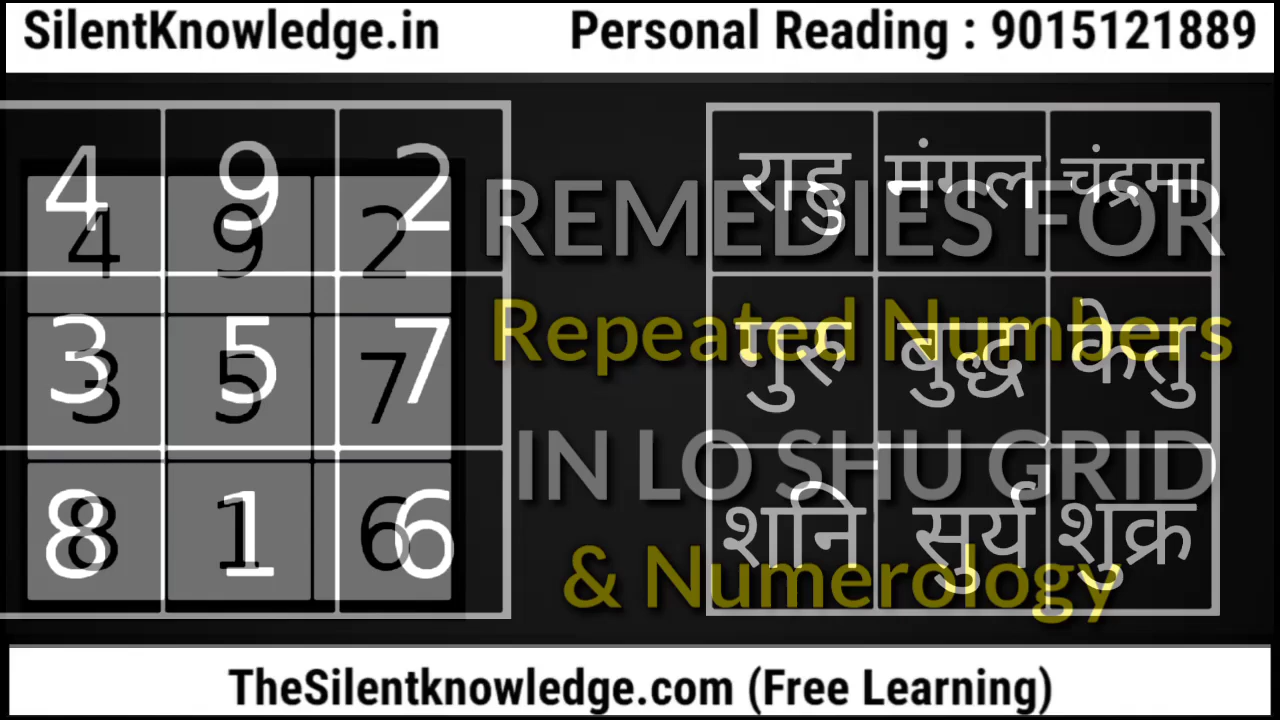 SilentKnowledge.in
Personal Reading : 9015121889
4 9 2
3 5 7
8 1 6
4 9 2
3 5 7
8 1 6
REMEDIES FOR
Repeated Numbers
IN LO SHU GRID
& Numerology
राहु मंगल चंद्रमा
गुरु बुद्ध केतु
शनि सुर्य शुक्र
TheSilentknowledge.com (Free Learning)